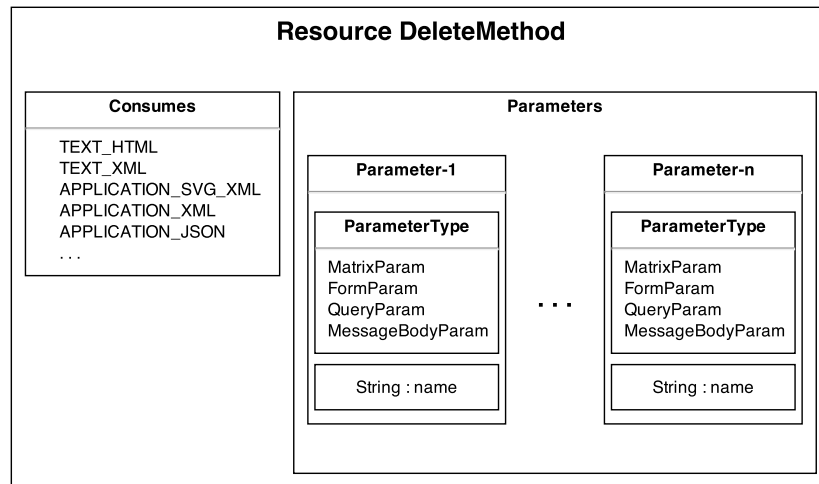 Resource DeleteMethod
Consumes
TEXT_HTML
TEXT_XML
APPLICATION_SVG_XML
APPLICATION_XML
APPLICATION_JSON
. . .
Parameters
Parameter-1
ParameterType
MatrixParam
FormParam
QueryParam
MessageBodyParam
String : name
. . .
Parameter-n
ParameterType
MatrixParam
FormParam
QueryParam
MessageBodyParam
String : name